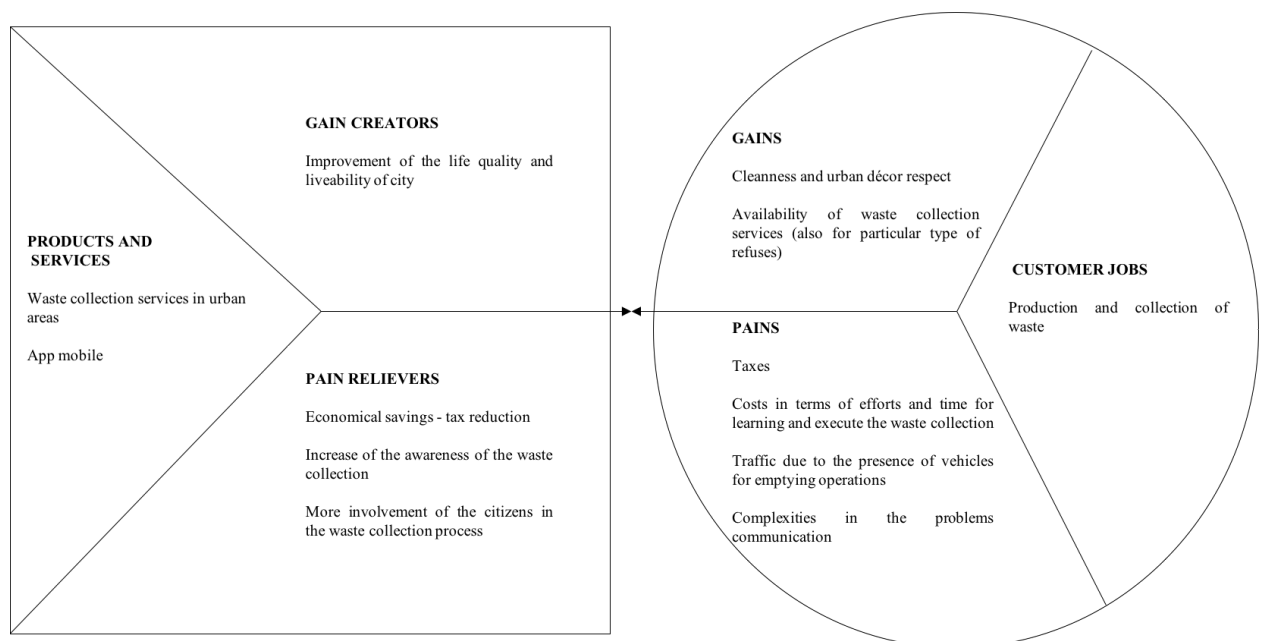 GAIN CREATORS
Improvement of the life quality and
liveability of city
PRODUCTS AND
SERVICES
Waste collection services in urban
areas
App mobile
PAIN RELIEVERS
Economical savings - tax reduction
Increase of the awareness of the waste
collection
More involvement of the citizens in
the waste collection process
GAINS
Cleanness and urban décor respect
Availability of waste collection
services (also for particular type of
refuses)
CUSTOMER JOBS
Production and collection of
waste
PAINS
Taxes
Costs in terms of efforts and time for
learning and execute the waste collection
Traffic due to the presence of vehicles
for emptying operations
Complexities in the problems
communication